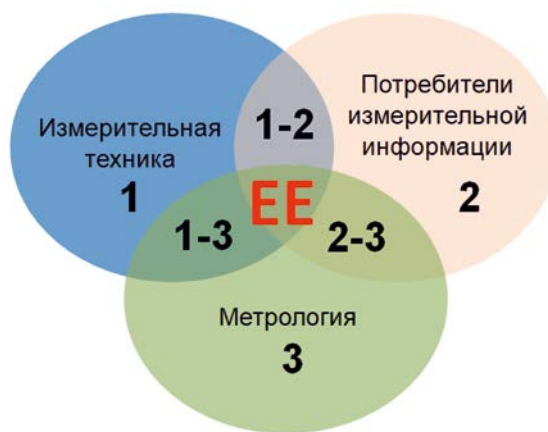 Измерительная
техника
1
1-2
Потребители
измерительной
информации
2
EE
1-3
2-3
Метрология
3